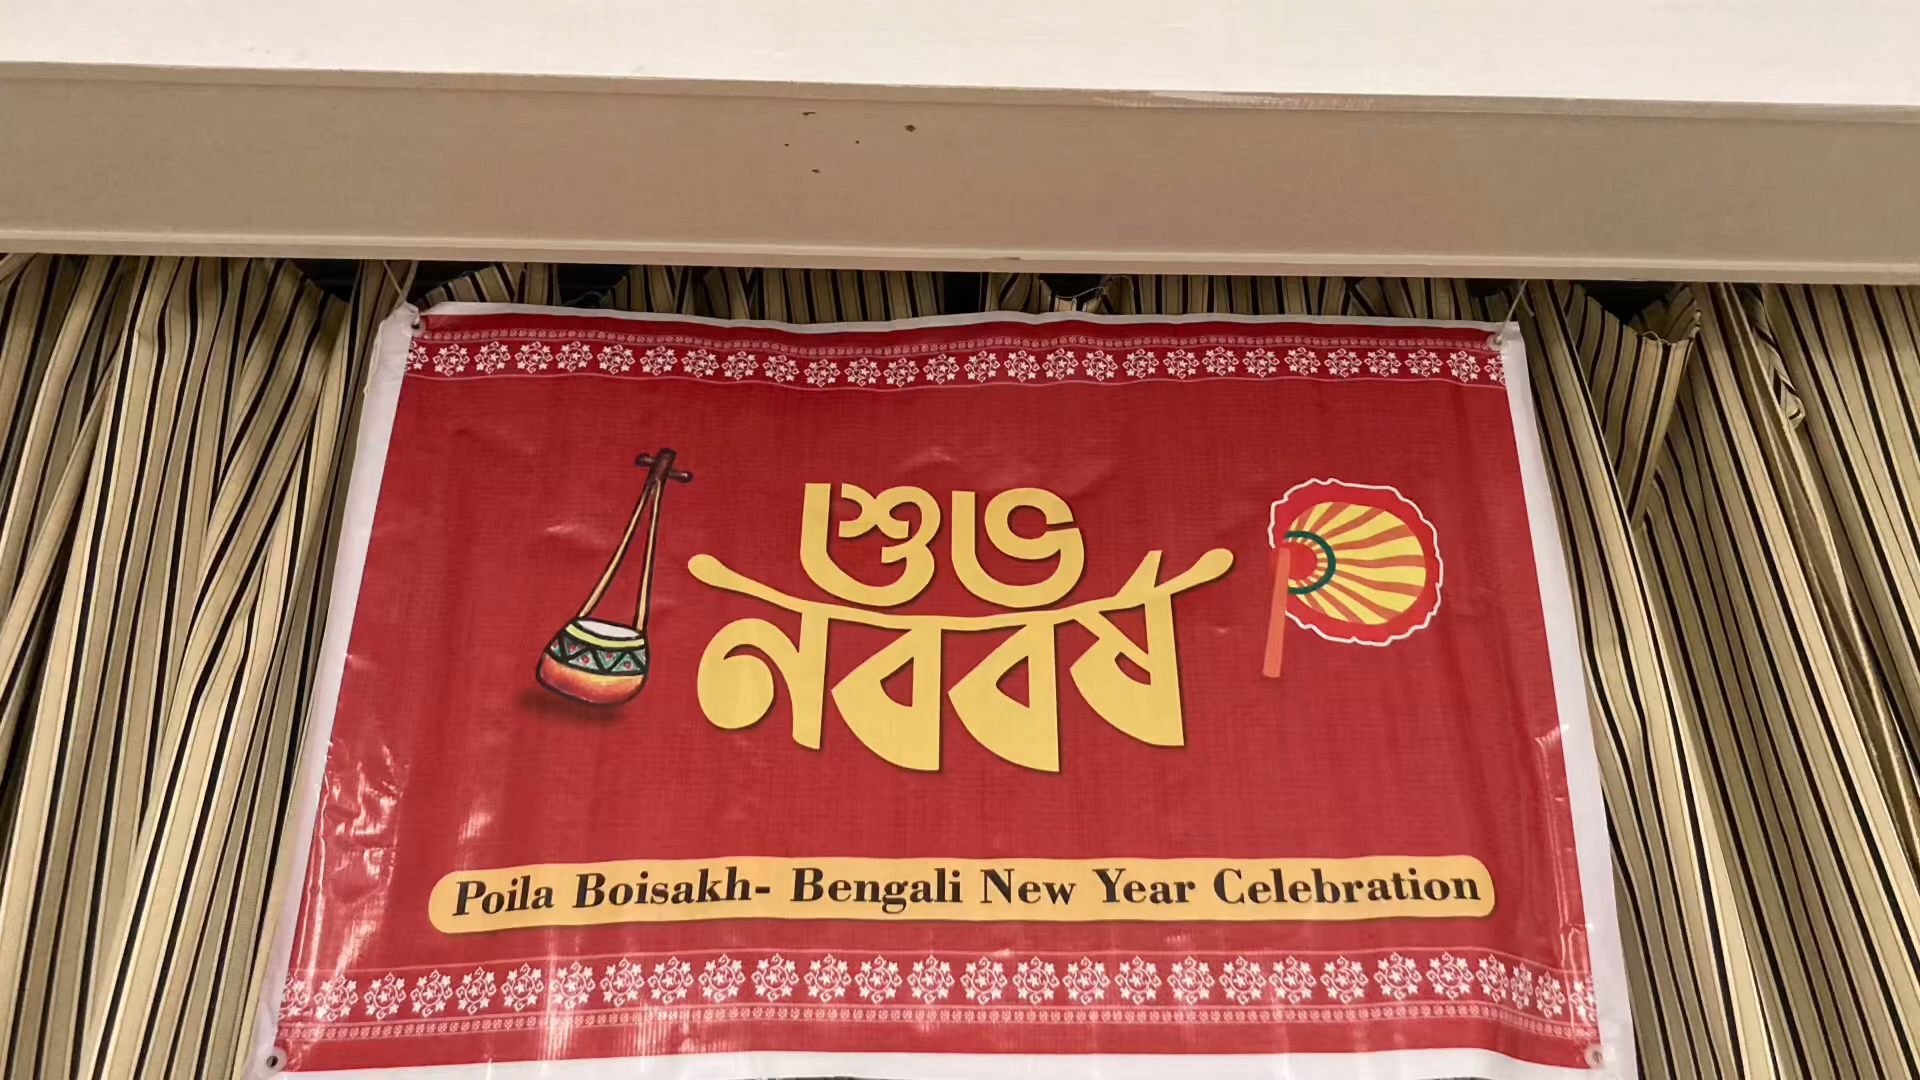 শুভ
নববর্ষ
Poila Boisakh- Bengali New Year Celebration